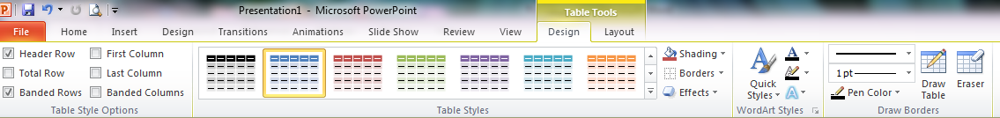 Presentation1 - Microsoft PowerPoint
Table Tools
File Home Insert Design Transitions Animations Slide Show Review View Design Layout
Header Row First Column
Total Row Last Column
Banded Rows Banded Columns
Table Style Options
Table Styles
Shading
Borders
Effects
Quick
Styles
WordArt Styles
1 pt
Pen Color
Draw
Table
Eraser
Draw Borders